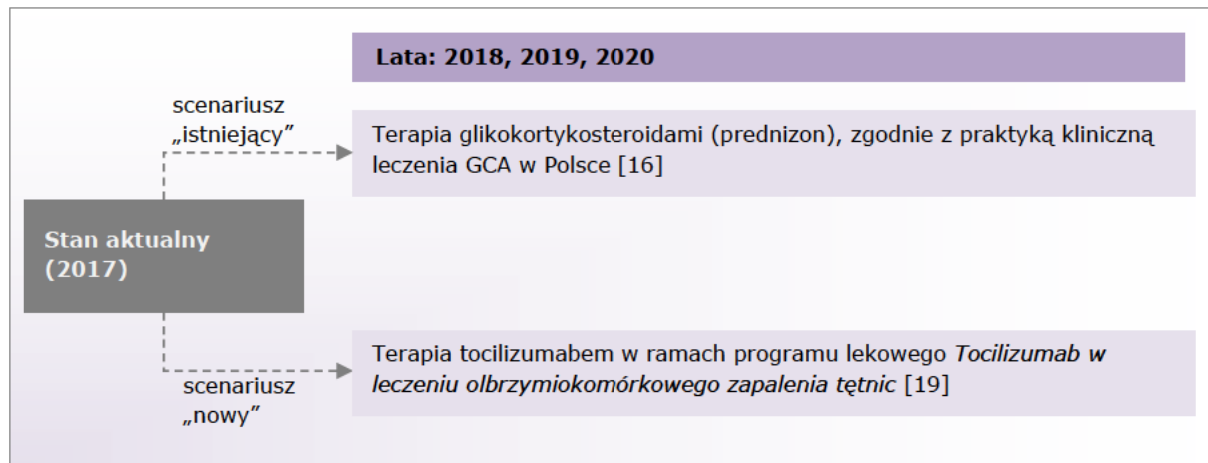 Lata: 2018, 2019, 2020
scenariusz
„istniejący”
Terapia glikokortykosteroidami (prednizon), zgodnie z praktyką kliniczną
leczenia GCA w Polsce [16]
Stan aktualny
(2017)
Terapia tocilizumabem w ramach programu lekowego Tocilizumab w
leczeniu olbrzymiokomórkowego zapalenia tętnic [19]
scenariusz
„nowy”